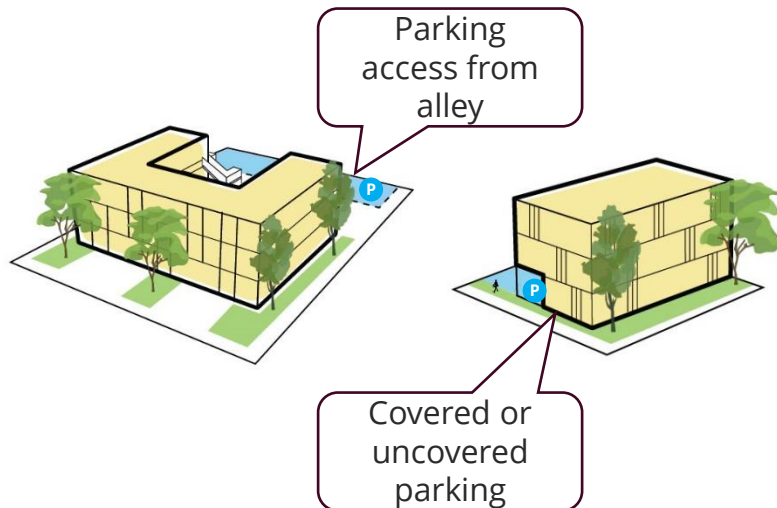 Parking
access from
alley
P
P
Covered or
uncovered
parking